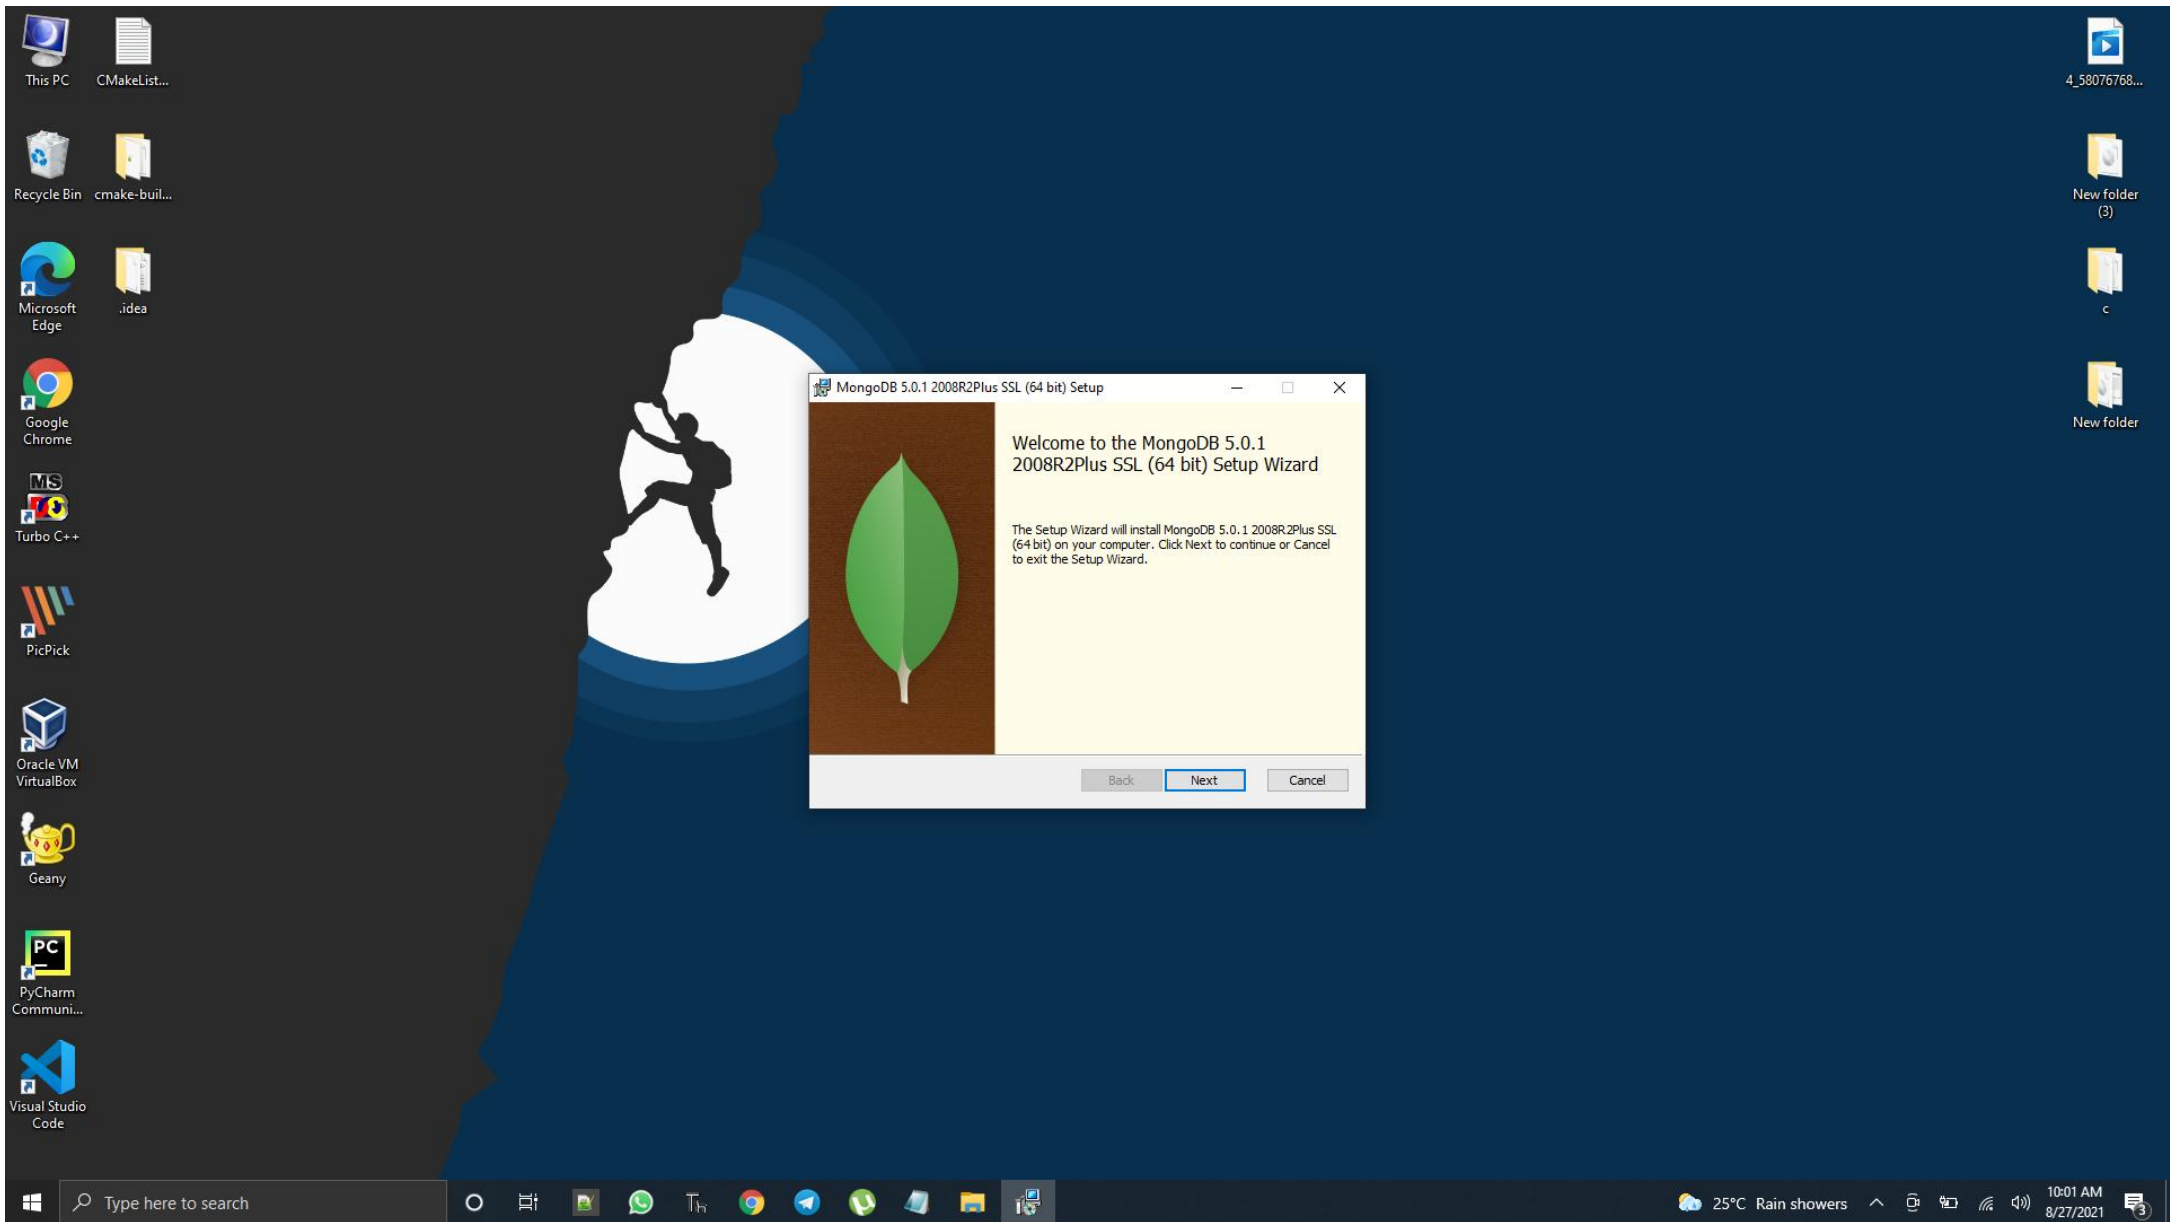 This PC
CMakeList...
Recycle Bin
cmake-buil...
Microsoft
Edge
.idea
Google
Chrome
MS
Turbo C++
PicPick
Oracle VM
VirtualBox
Geany
PC
PyCharm
Communi...
Visual Studio
Code
4_58076768...
New folder
(3)
c
New folder
MongoDB 5.0.1 2008R2Plus SSL (64 bit) Setup
Welcome to the MongoDB 5.0.1
2008R2Plus SSL (64 bit) Setup Wizard
The Setup Wizard will install MongoDB 5.0.1 2008R2Plus SSL
(64 bit) on your computer. Click Next to continue or Cancel
to exit the Setup Wizard.
Back
Next
Cancel
Type here to search
Th
25°C Rain showers
10:01 AM
8/27/2021
3